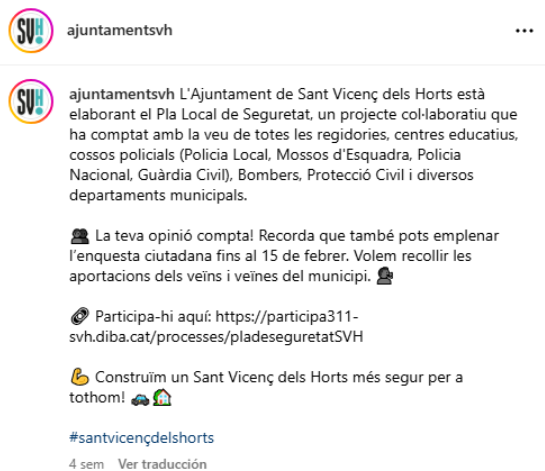 SVH!
ajuntamentsvh
...
SVH!
ajuntamentsvh L'Ajuntament de Sant Vicenç dels Horts està
elaborant el Pla Local de Seguretat, un projecte col·laboratiu que
ha comptat amb la veu de totes les regidories, centres educatius,
cossos policials (Policia Local, Mossos d'Esquadra, Policia
Nacional, Guàrdia Civil), Bombers, Protecció Civil i diversos
departaments municipals.
👥 La teva opinió compta! Recorda que també pots emplenar
l'enquesta ciutadana fins al 15 de febrer. Volem recollir les
aportacions dels veïns i veïnes del municipi. 🗣️
🔗 Participa-hi aquí: https://participa311-
svh.diba.cat/processes/pladeseguretatSVH
💪 Construïm un Sant Vicenç dels Horts més segur per a
tothom! 🚓🏡
#santvicençdelshorts
4 sem Ver traducción